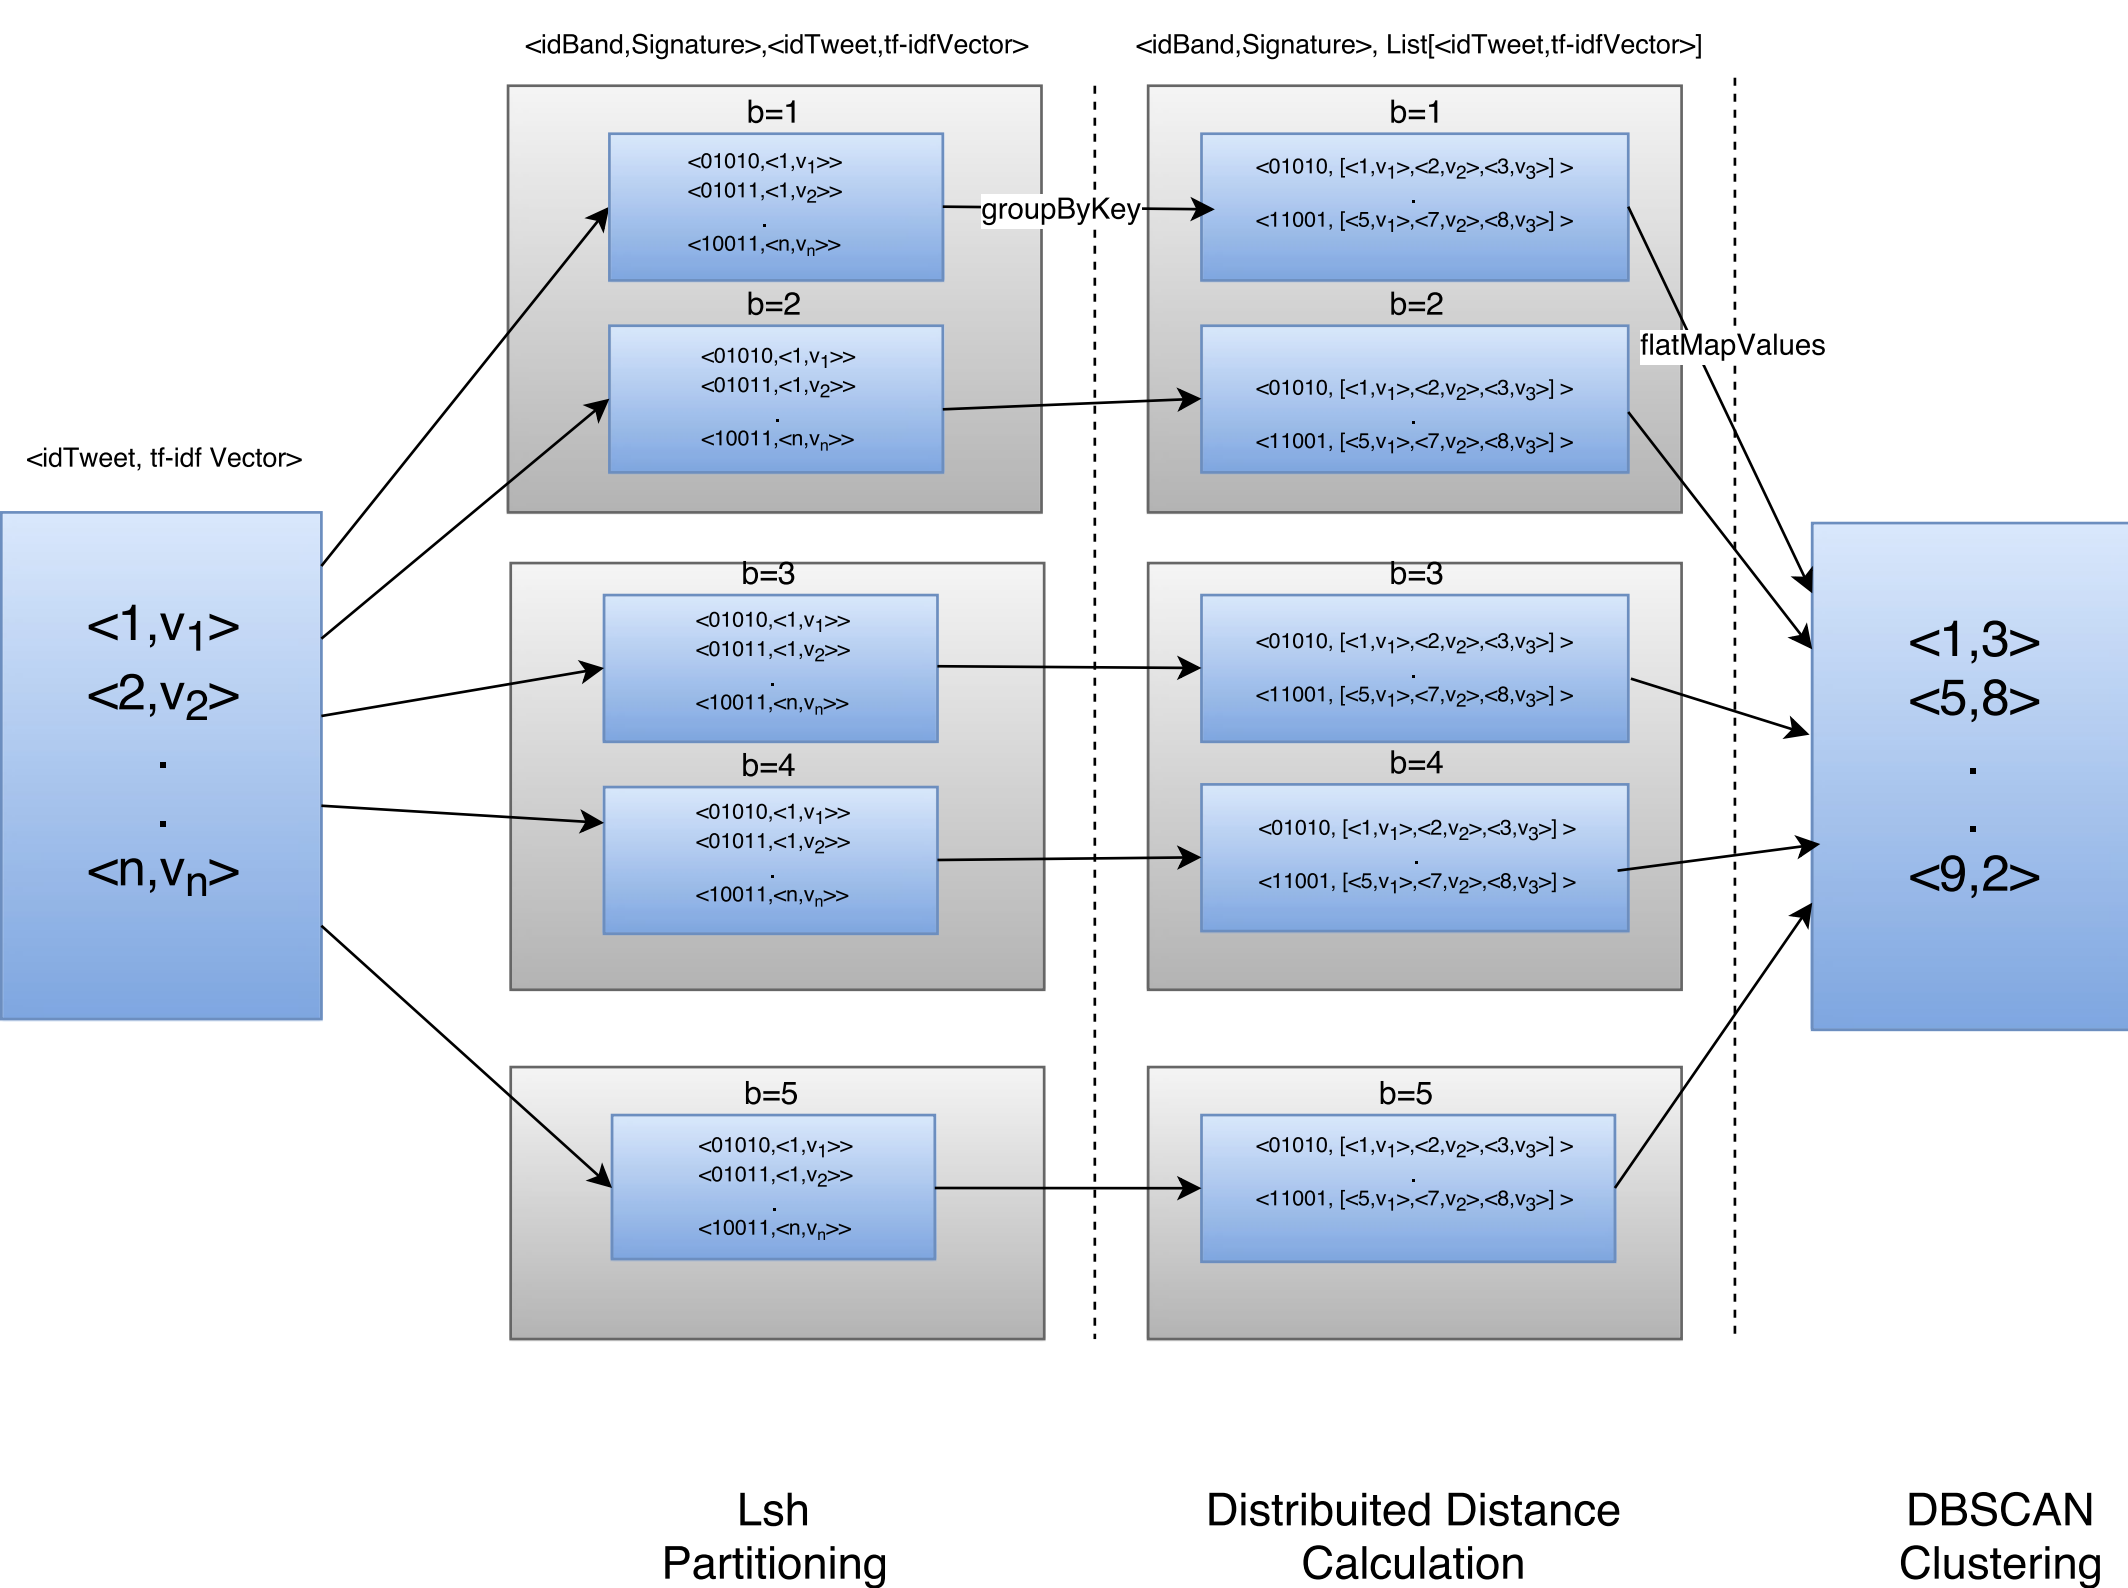 <idTweet, tf-idf Vector>
<1,v1>
<2,v2>
.
.
<n,vn>
<idBand,Signature>,<idTweet,tf-idfVector>
b=1
<01010,<1,v1>>
<01011,<1,v2>>
.
<10011,<n,vn>>
b=2
<01010,<1,v1>>
<01011,<1,v2>>
.
<10011,<n,vn>>
b=3
<01010,<1,v1>>
<01011,<1,v2>>
.
<10011,<n,vn>>
b=4
<01010,<1,v1>>
<01011,<1,v2>>
.
<10011,<n,vn>>
b=5
<01010,<1,v1>>
<01011,<1,v2>>
.
<10011,<n,vn>>
groupByKey
<idBand,Signature>, List[<idTweet,tf-idfVector>]
b=1
<01010, [<1,v1>,<2,v2>,<3,v3>] >
.
<11001, [<5,v1>,<7,v2>,<8,v3>] >
b=2
<01010, [<1,v1>,<2,v2>,<3,v3>] >
.
<11001, [<5,v1>,<7,v2>,<8,v3>] >
b=3
<01010, [<1,v1>,<2,v2>,<3,v3>] >
.
<11001, [<5,v1>,<7,v2>,<8,v3>] >
b=4
<01010, [<1,v1>,<2,v2>,<3,v3>] >
.
<11001, [<5,v1>,<7,v2>,<8,v3>] >
b=5
<01010, [<1,v1>,<2,v2>,<3,v3>] >
.
<11001, [<5,v1>,<7,v2>,<8,v3>] >
flatMapValues
<1,3>
<5,8>
.
.
<9,2>
Lsh
Partitioning
Distribuited Distance
Calculation
DBSCAN
Clustering